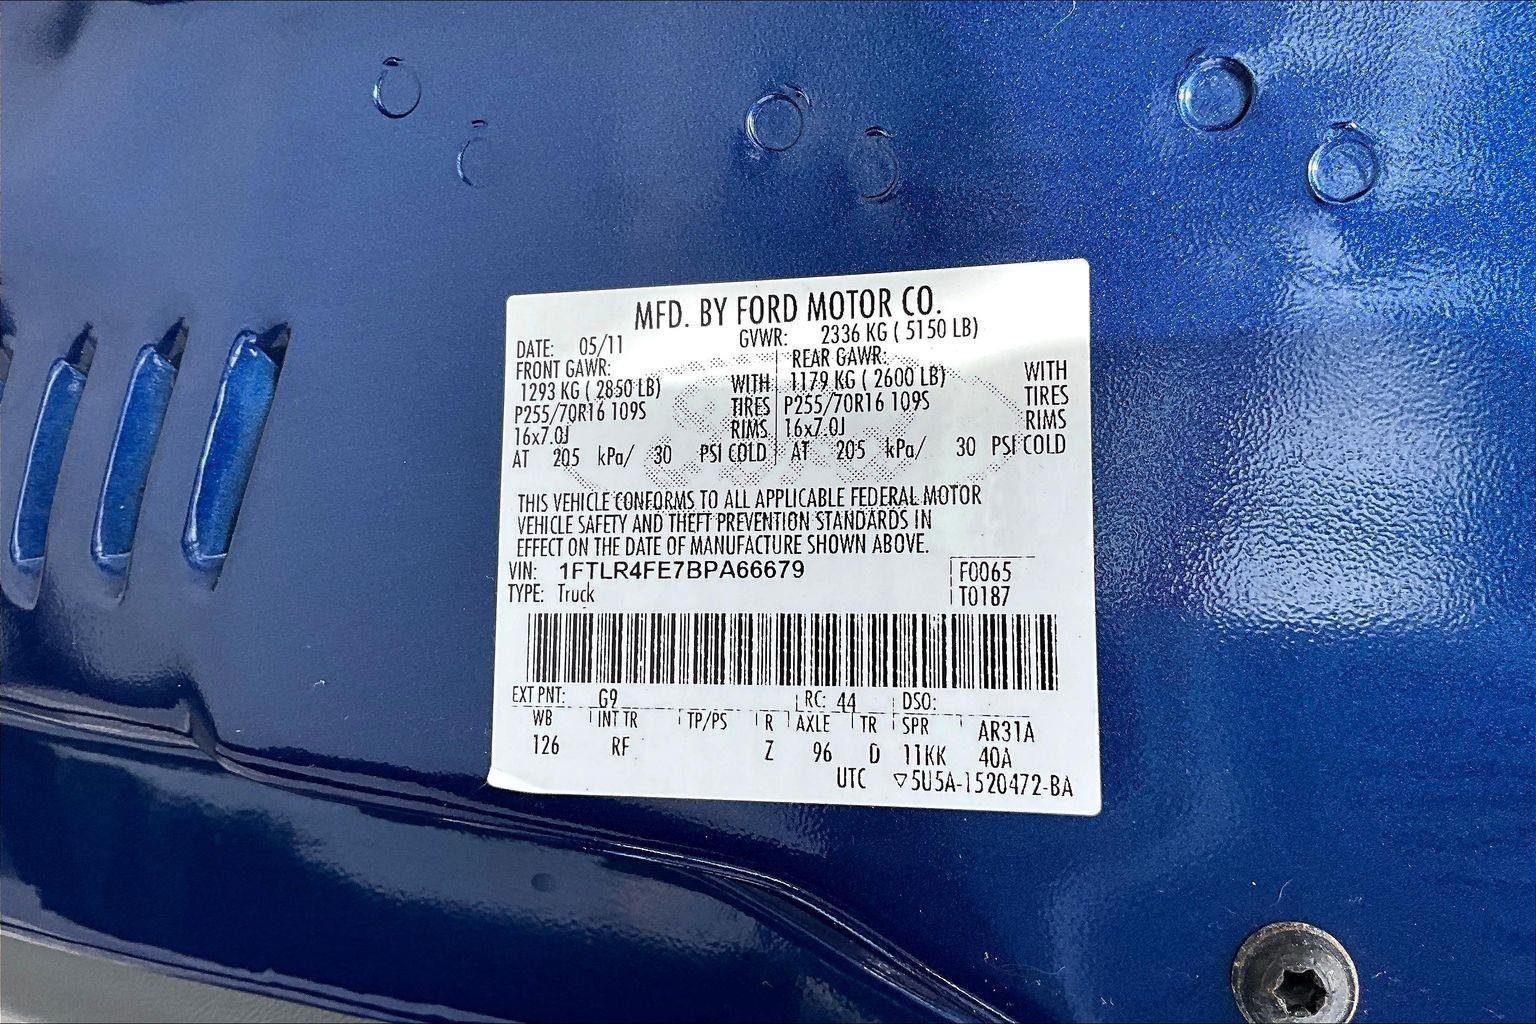 MFD. BY FORD MOTOR CO.
DATE: 05/11 GVWR: 2336 KG ( 5150 LB)
FRONT GAWR: REAR GAWR:
1293 KG ( 2850 LB) WITH 1179 KG ( 2600 LB) WITH
P255/70R16 109S TIRES P255/70R16 109S TIRES
16x7.0J RIMS 16x7.0J RIMS
AT 205 kPa/ 30 PSI COLD AT 205 kPa/ 30 PSI COLD
THIS VEHICLE CONFORMS TO ALL APPLICABLE FEDERAL MOTOR
VEHICLE SAFETY AND THEFT PREVENTION STANDARDS IN
EFFECT ON THE DATE OF MANUFACTURE SHOWN ABOVE.
VIN: 1FTLR4FE7BPA66679 F0065
TYPE: Truck T0187
EXT PNT: G9 RC: 44 DSO:
WB INT TR TP/PS R AXLE TR SPR AR31A
126 RF Z 96 D 11KK 40A
UTC ▽5U5A-1520472-BA